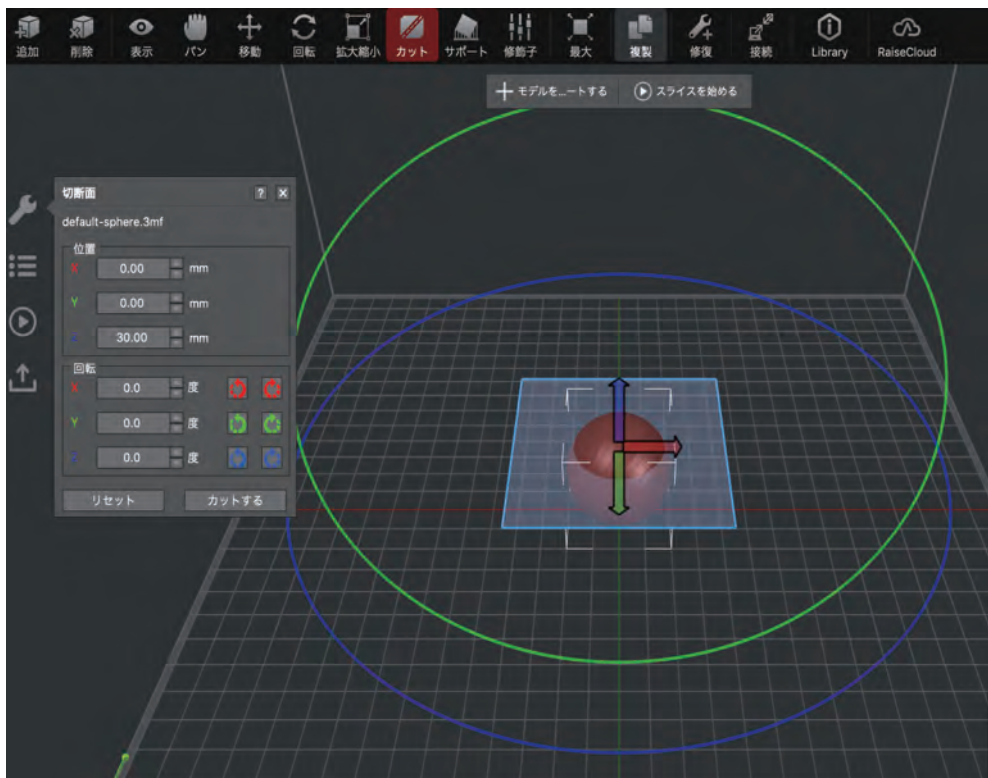 追加 削除 表示 パン 移動 回転 拡大縮小 カット サポート 修飾子 最大 複製 修復 接続 Library RaiseCloud
モデルを...ートする スライスを始める
切断面 ? ×
default-sphere.3mf
位置
X 0.00 mm
Y 0.00 mm
Z 30.00 mm
回転
X 0.0 度
Y 0.0 度
Z 0.0 度
リセット カットする